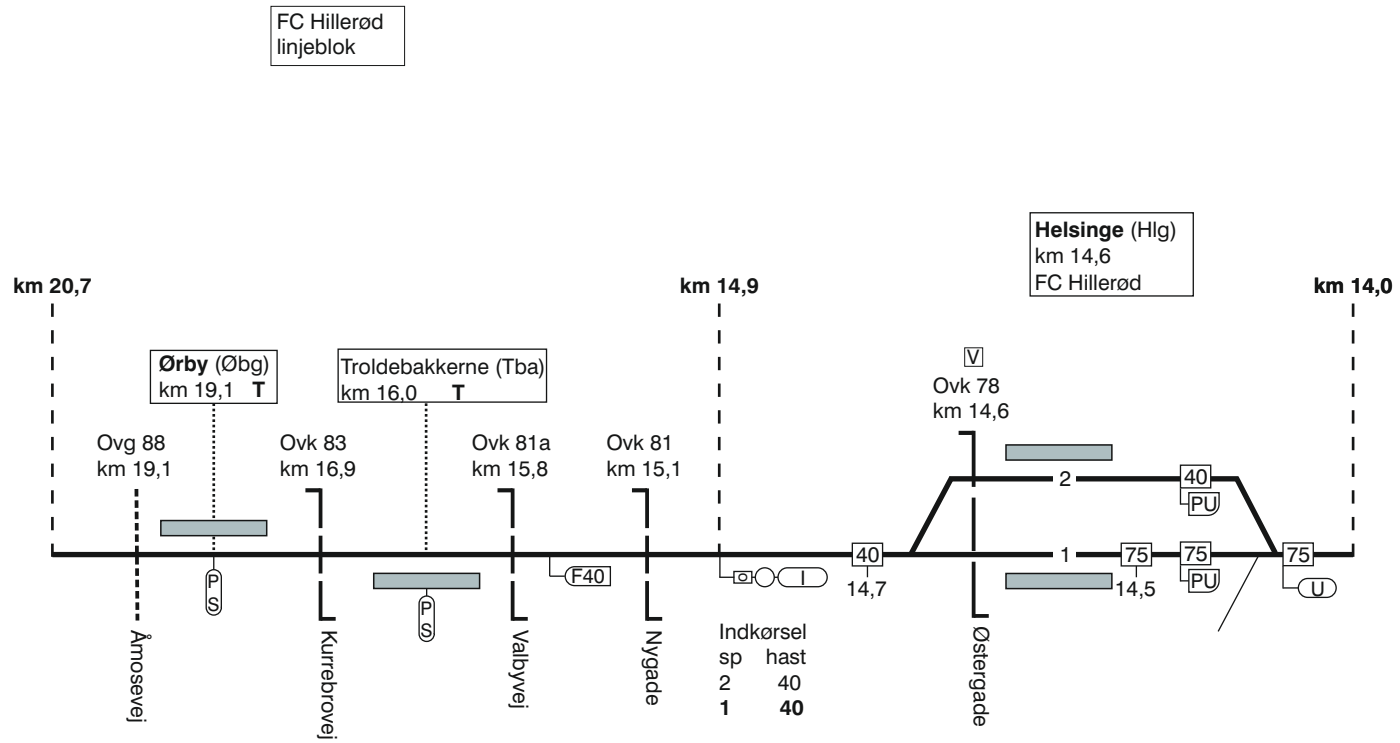 FC Hillerød
linjeblok
Helsinge (Hlg)
km 14,6
FC Hillerød
km 20,7
km 14,9
km 14,0
Ørby (Øbg)
km 19,1 T
Troldebakkerne (Tba)
km 16,0 T
V
Ovk 78
km 14,6
Ovg 88
km 19,1
Ovk 83
km 16,9
Ovk 81a
km 15,8
Ovk 81
km 15,1
2
40
PU
40
1
75
75
75
P
S
P
S
F40
I
14,7
14,5
PU
U
Åmosevej
Kurrebrovej
Valbyvej
Nygade
Indkørsel
sp hast
2 40
1 40
Østergade